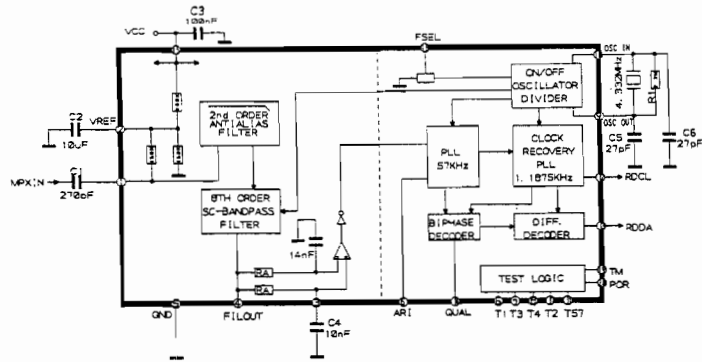 C3
100nF
VCC
FSEL
OSC IN
ON/OFF
OSCILLATOR
DIVIDER
4.332MHz
R1
C2
10uF
VREF
2nd ORDER
ANTIALIAS
FILTER
OSC OUT
C5
27pF
C6
27pF
PLL
57KHz
CLOCK
RECOVERY
PLL
1.1875KHz
C1
270pF
MPXIN
RDCL
8TH ORDER
SC-BANDPASS
FILTER
14nF
BIPHASE
DECODER
DIFF.
DECODER
RDDA
RA
RA
TEST LOGIC
TM
POR
GND
FILOUT
C4
10nF
ARI
QUAL
T1 T3 T4 T2 T57